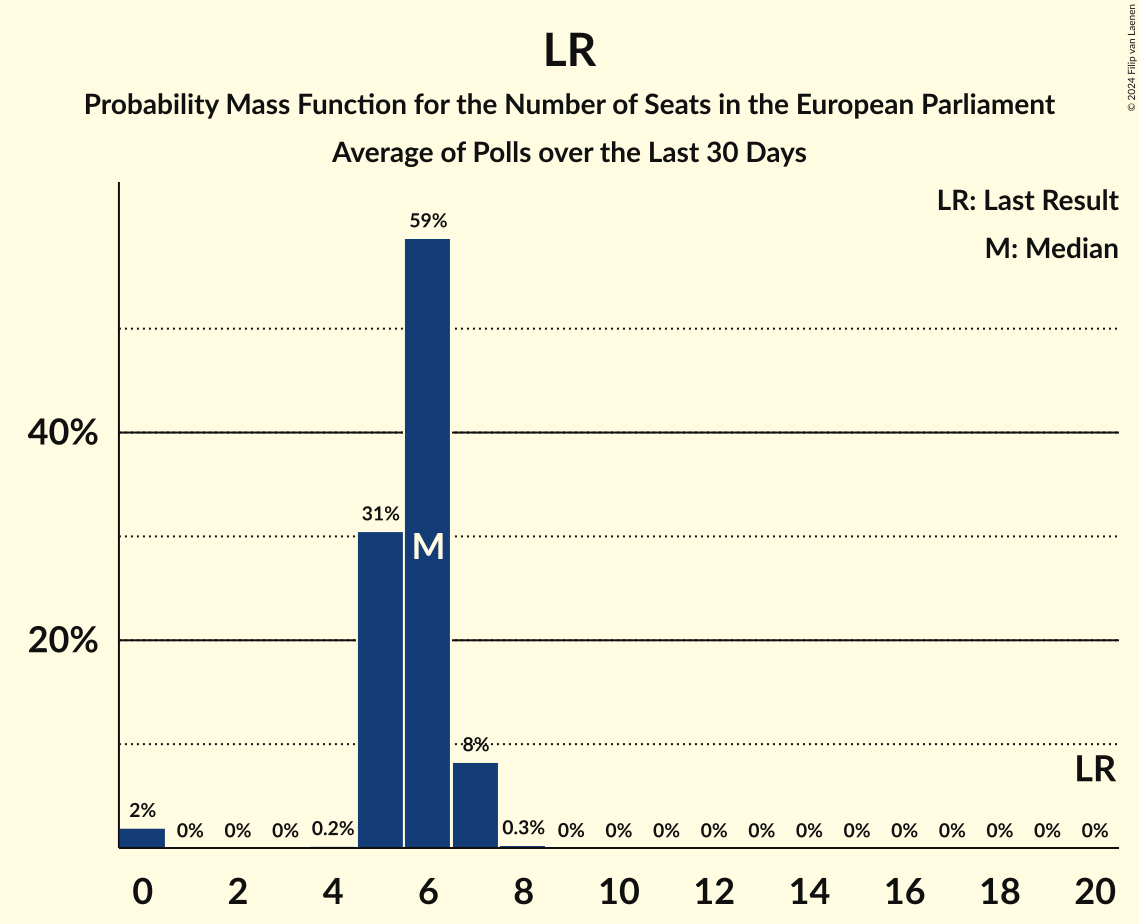 LR
Probability Mass Function for the Number of Seats in the European Parliament
Average of Polls over the Last 30 Days
© 2024 Filip van Laenen
LR: Last Result
M: Median
59%
40%
31%
M
20%
8%
LR
2%
0%
0%
0%
0.2%
0.3%
0%
0%
0%
0%
0%
0%
0%
0%
0%
0%
0%
0%
0 2 4 6 8 10 12 14 16 18 20